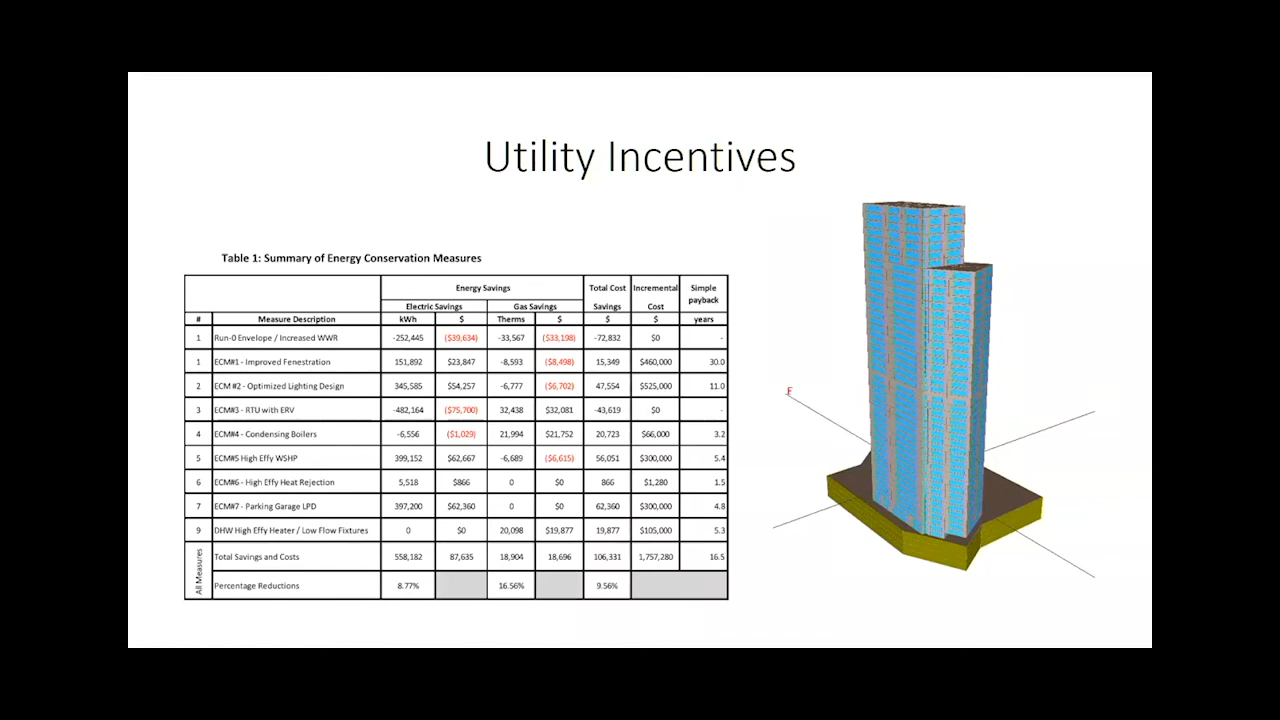 Utility Incentives
Table 1: Summary of Energy Conservation Measures
Energy Savings Total Cost Incremental Simple
Electric Savings Gas Savings Savings Cost payback
# Measure Description kWh $ Therms $ $ $ years
1 Run-0 Envelope / Increased WWR -252,445 ($39,634) -33,567 ($33,198) -72,832 $0 -
1 ECM#1 - Improved Fenestration 151,892 $23,847 -8,593 ($8,498) 15,349 $460,000 30.0
2 ECM #2 - Optimized Lighting Design 345,585 $54,257 -6,777 ($6,702) 47,554 $525,000 11.0
3 ECM#3 - RTU with ERV -482,164 ($75,700) 32,438 $32,081 -43,619 $0 -
4 ECM#4 - Condensing Boilers -6,556 ($1,029) 21,994 $21,752 20,723 $66,000 3.2
5 ECM#5 High Effy WSHP 399,152 $62,667 -6,689 ($6,615) 56,051 $300,000 5.4
6 ECM#6 - High Effy Heat Rejection 5,518 $866 0 $0 866 $1,280 1.5
7 ECM#7 - Parking Garage LPD 397,200 $62,360 0 $0 62,360 $300,000 4.8
9 DHW High Effy Heater / Low Flow Fixtures 0 $0 20,098 $19,877 19,877 $105,000 5.3
All Measures
Total Savings and Costs 558,182 87,635 18,904 18,696 106,331 1,757,280 16.5
Percentage Reductions 8.77% 16.56% 9.56%